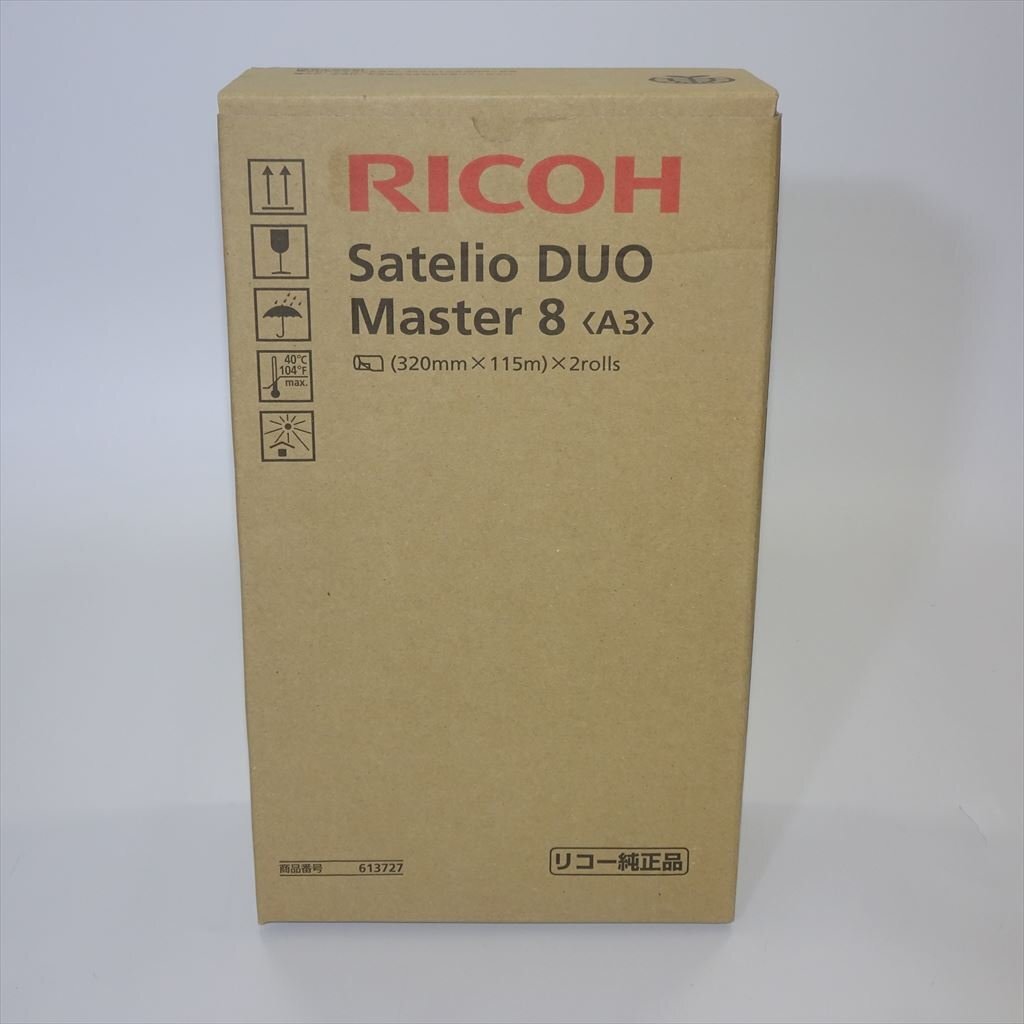 RICOH
Satelio DUO
Master 8 〈A3〉
(320mm×115m)×2rolls
40℃
104°F
max.
商品番号 613727
リコー純正品